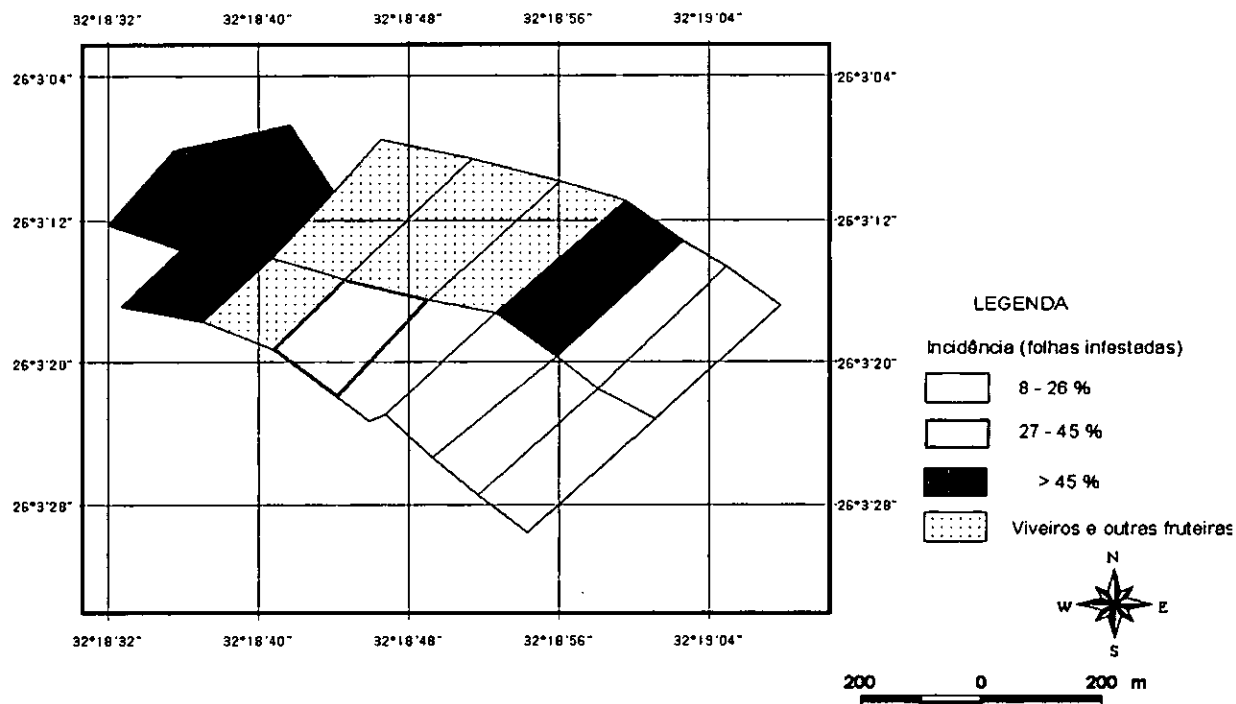 32°18'32" 32°18'40" 32°18'48" 32°18'56" 32°19'04"
26°3'04" 26°3'04"
26°3'12" 26°3'12"
26°3'20" 26°3'20"
26°3'28" 26°3'28"
32°18'32" 32°18'40" 32°18'48" 32°18'56" 32°19'04"
LEGENDA
Incidência (folhas infestadas)
8 - 26 %
27 - 45 %
> 45 %
Viveiros e outras fruteiras
N
W E
S
200 0 200 m